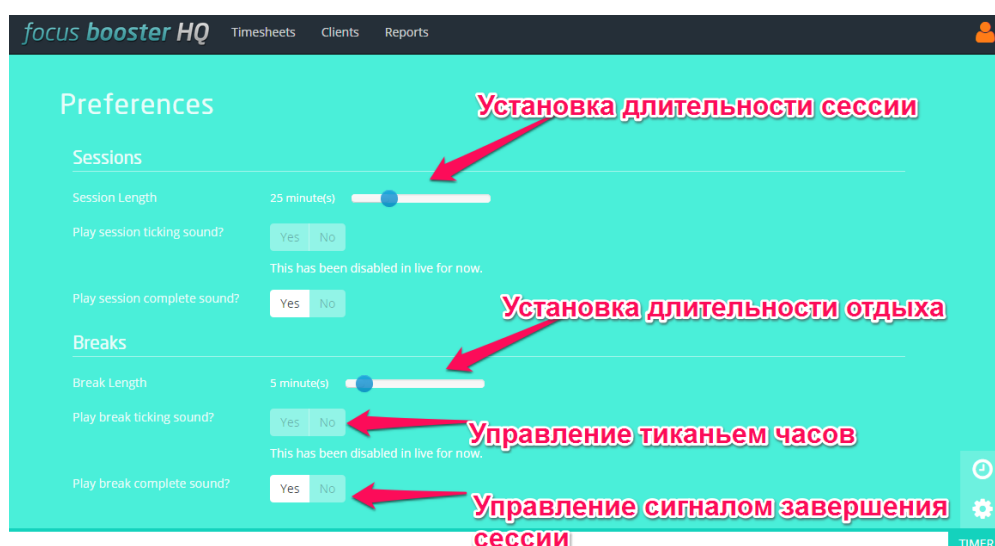 focus booster HQ Timesheets Clients Reports
Preferences
Установка длительности сессии
Sessions
Session Length 25 minute(s)
Play session ticking sound? Yes No
This has been disabled in live for now.
Play session complete sound? Yes No
Установка длительности отдыха
Breaks
Break Length 5 minute(s)
Play break ticking sound? Yes No
Управление тиканьем часов
This has been disabled in live for now.
Play break complete sound? Yes No
Управление сигналом завершения
сессии
TIMER